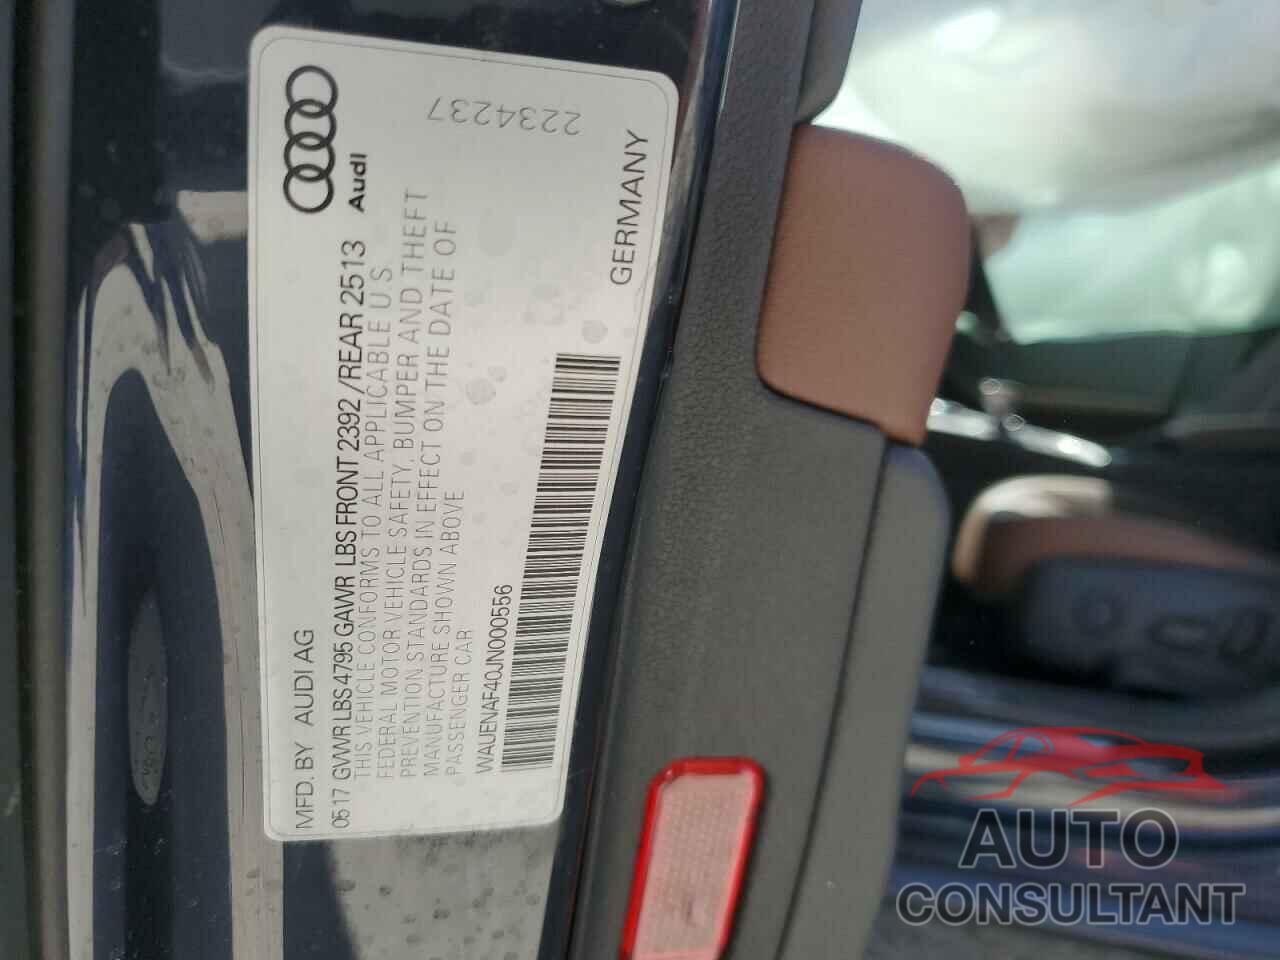 MFD. BY AUDI AG
Audi
0517 GVWR LBS 4795 GAWR LBS FRONT 2392 /REAR 2513
THIS VEHICLE CONFORMS TO ALL APPLICABLE U S
FEDERAL MOTOR VEHICLE SAFETY, BUMPER AND THEFT
PREVENTION STANDARDS IN EFFECT ON THE DATE OF
MANUFACTURE SHOWN ABOVE
PASSENGER CAR
WAUENAF40JN000556
GERMANY
2234237
AUTO
CONSULTANT